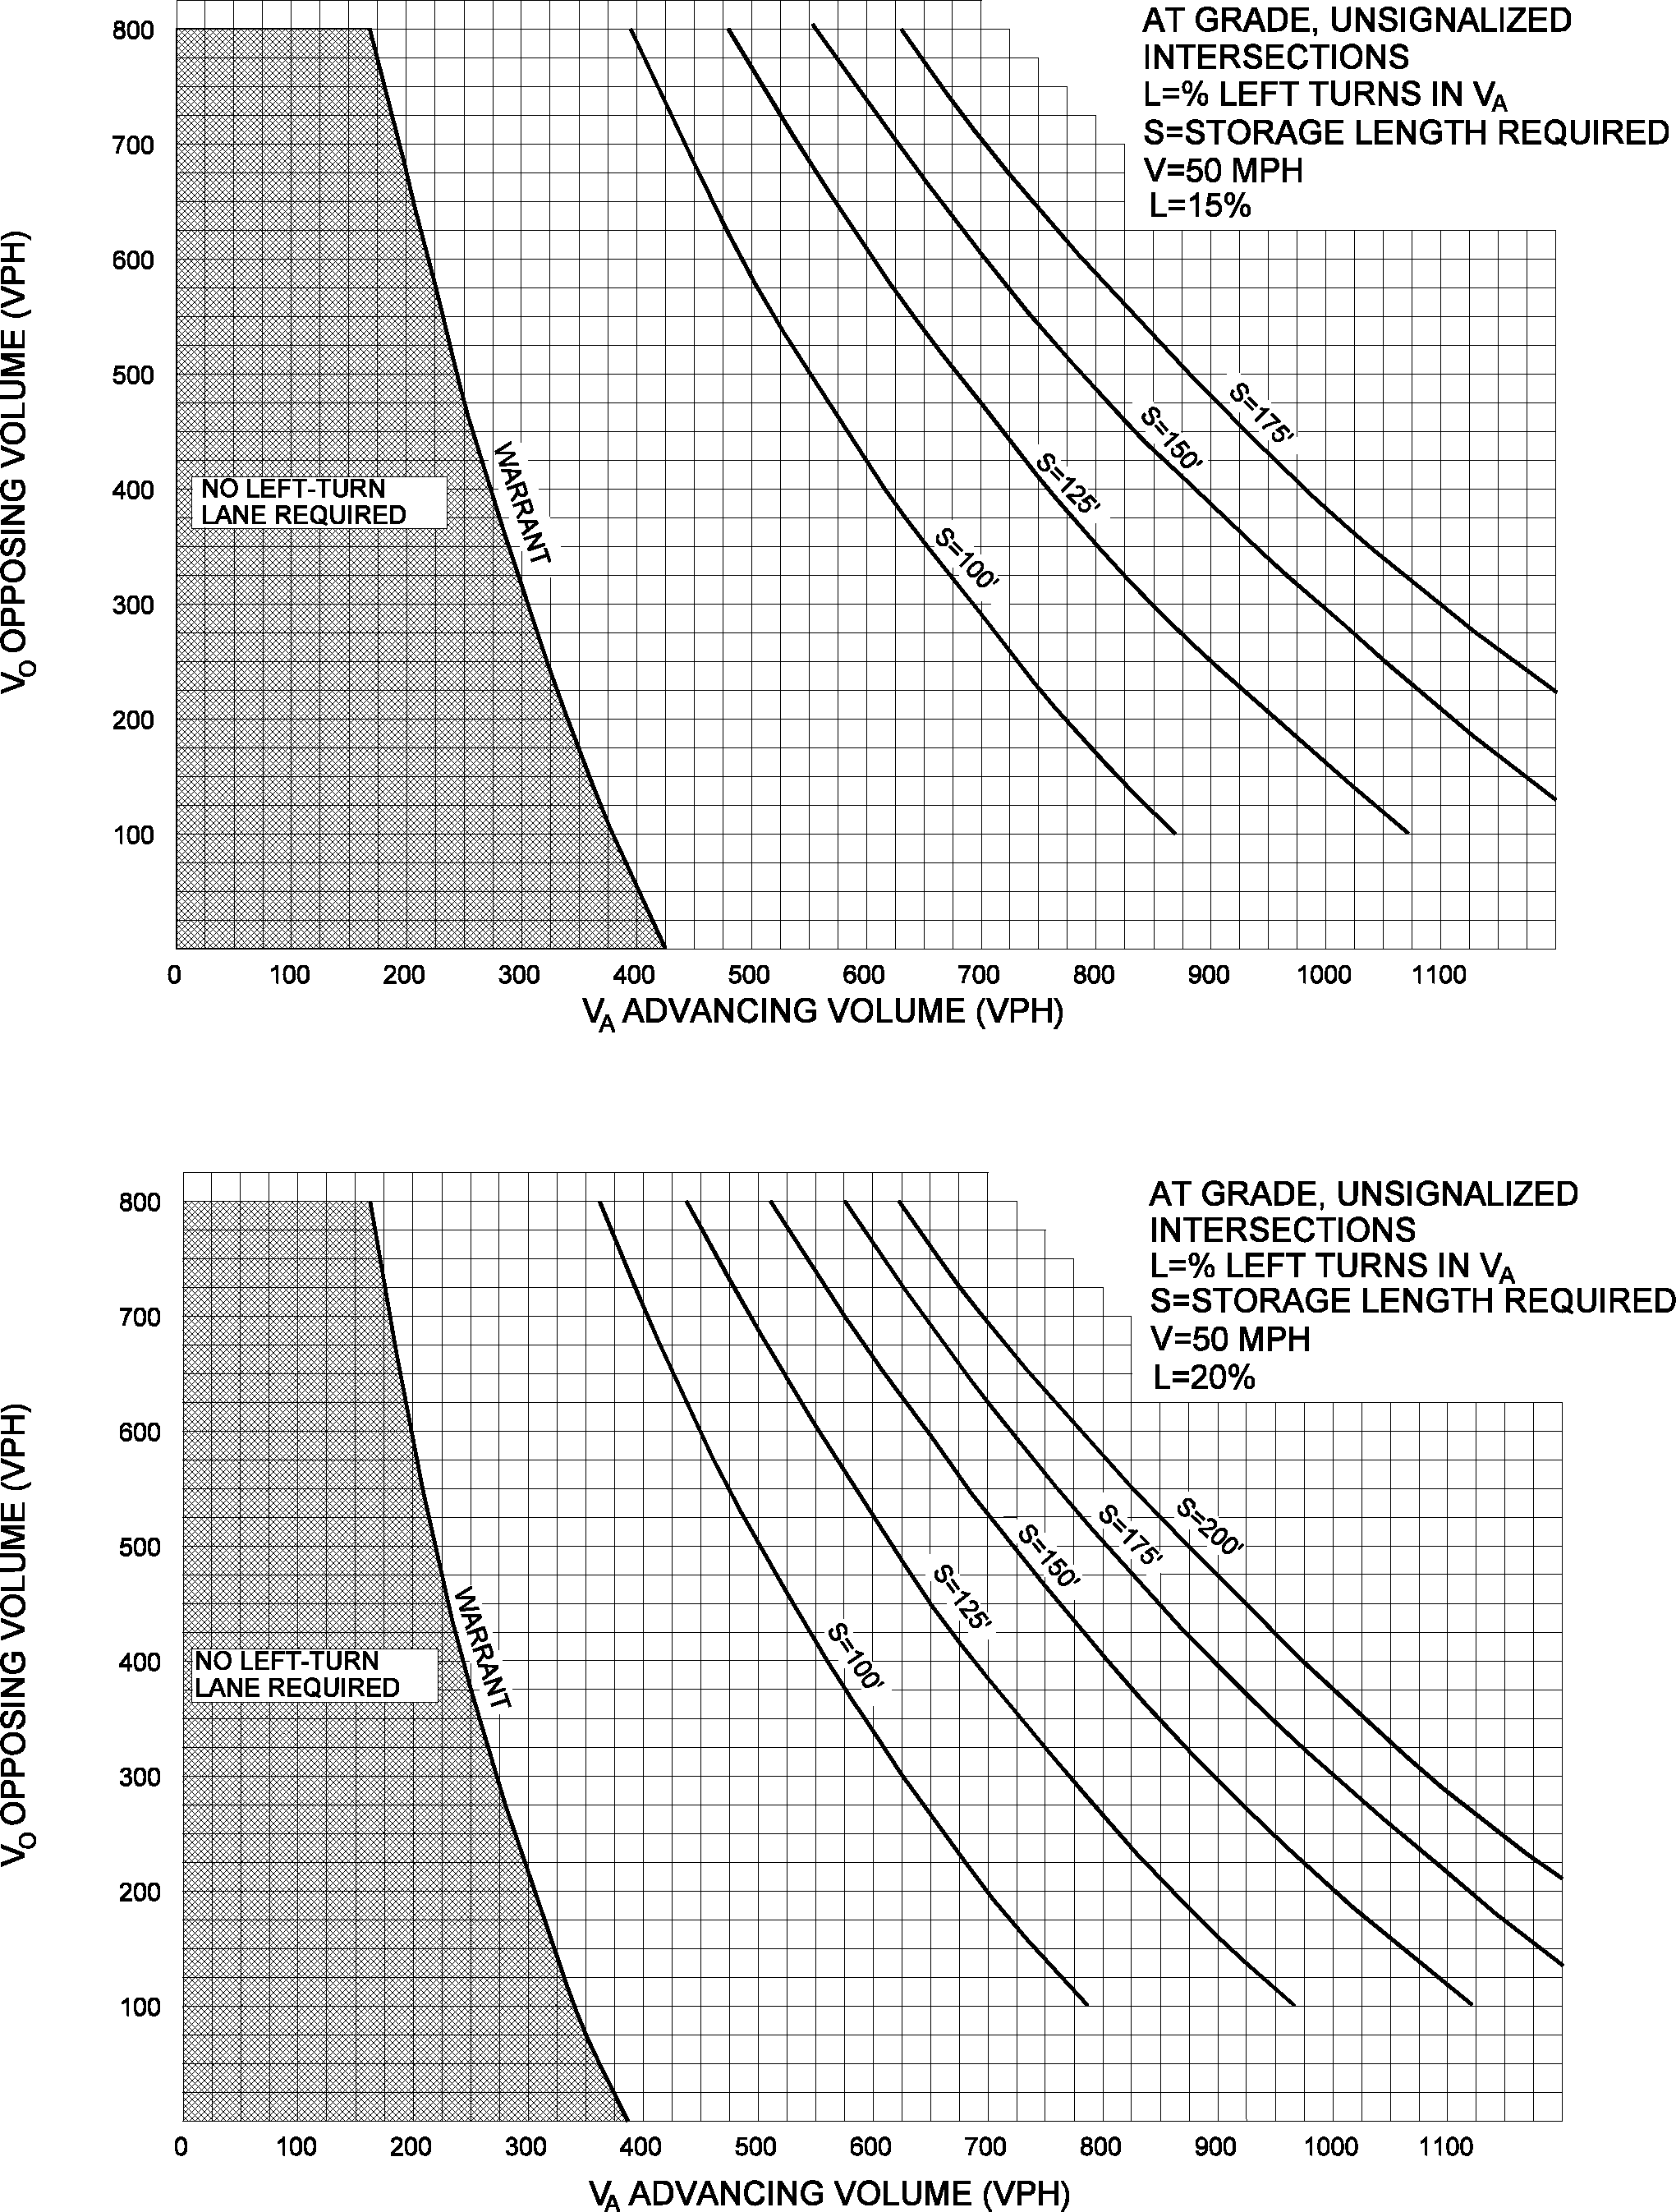 AT GRADE, UNSIGNALIZED
INTERSECTIONS
L=% LEFT TURNS IN VA
S=STORAGE LENGTH REQUIRED
V=50 MPH
L=15%
800
700
600
500
400
300
200
100
VO OPPOSING VOLUME (VPH)
NO LEFT-TURN
LANE REQUIRED
WARRANT
S=100'
S=125'
S=150'
S=175'
0 100 200 300 400 500 600 700 800 900 1000 1100
VA ADVANCING VOLUME (VPH)
AT GRADE, UNSIGNALIZED
INTERSECTIONS
L=% LEFT TURNS IN VA
S=STORAGE LENGTH REQUIRED
V=50 MPH
L=20%
800
700
600
500
400
300
200
100
VO OPPOSING VOLUME (VPH)
NO LEFT-TURN
LANE REQUIRED
WARRANT
S=100'
S=125'
S=150'
S=175'
S=200'
0 100 200 300 400 500 600 700 800 900 1000 1100
VA ADVANCING VOLUME (VPH)